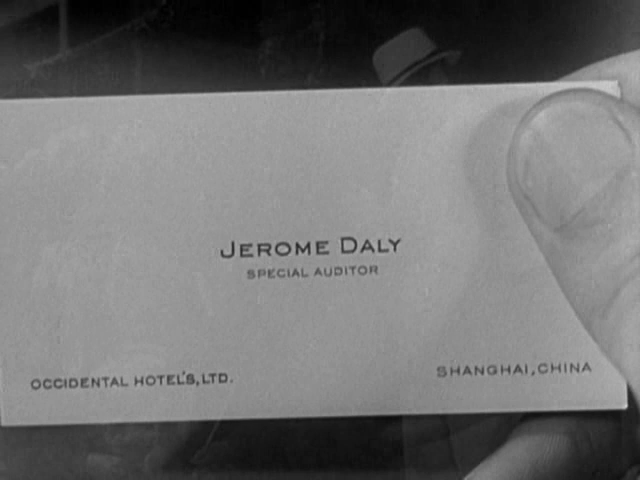 JEROME DALY
SPECIAL AUDITOR
OCCIDENTAL HOTEL'S, LTD.
SHANGHAI, CHINA